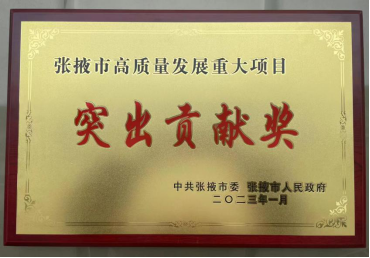 张掖市高质量发展重大项目
突出贡献奖
中共张掖市委 张掖市人民政府
二〇二三年一月